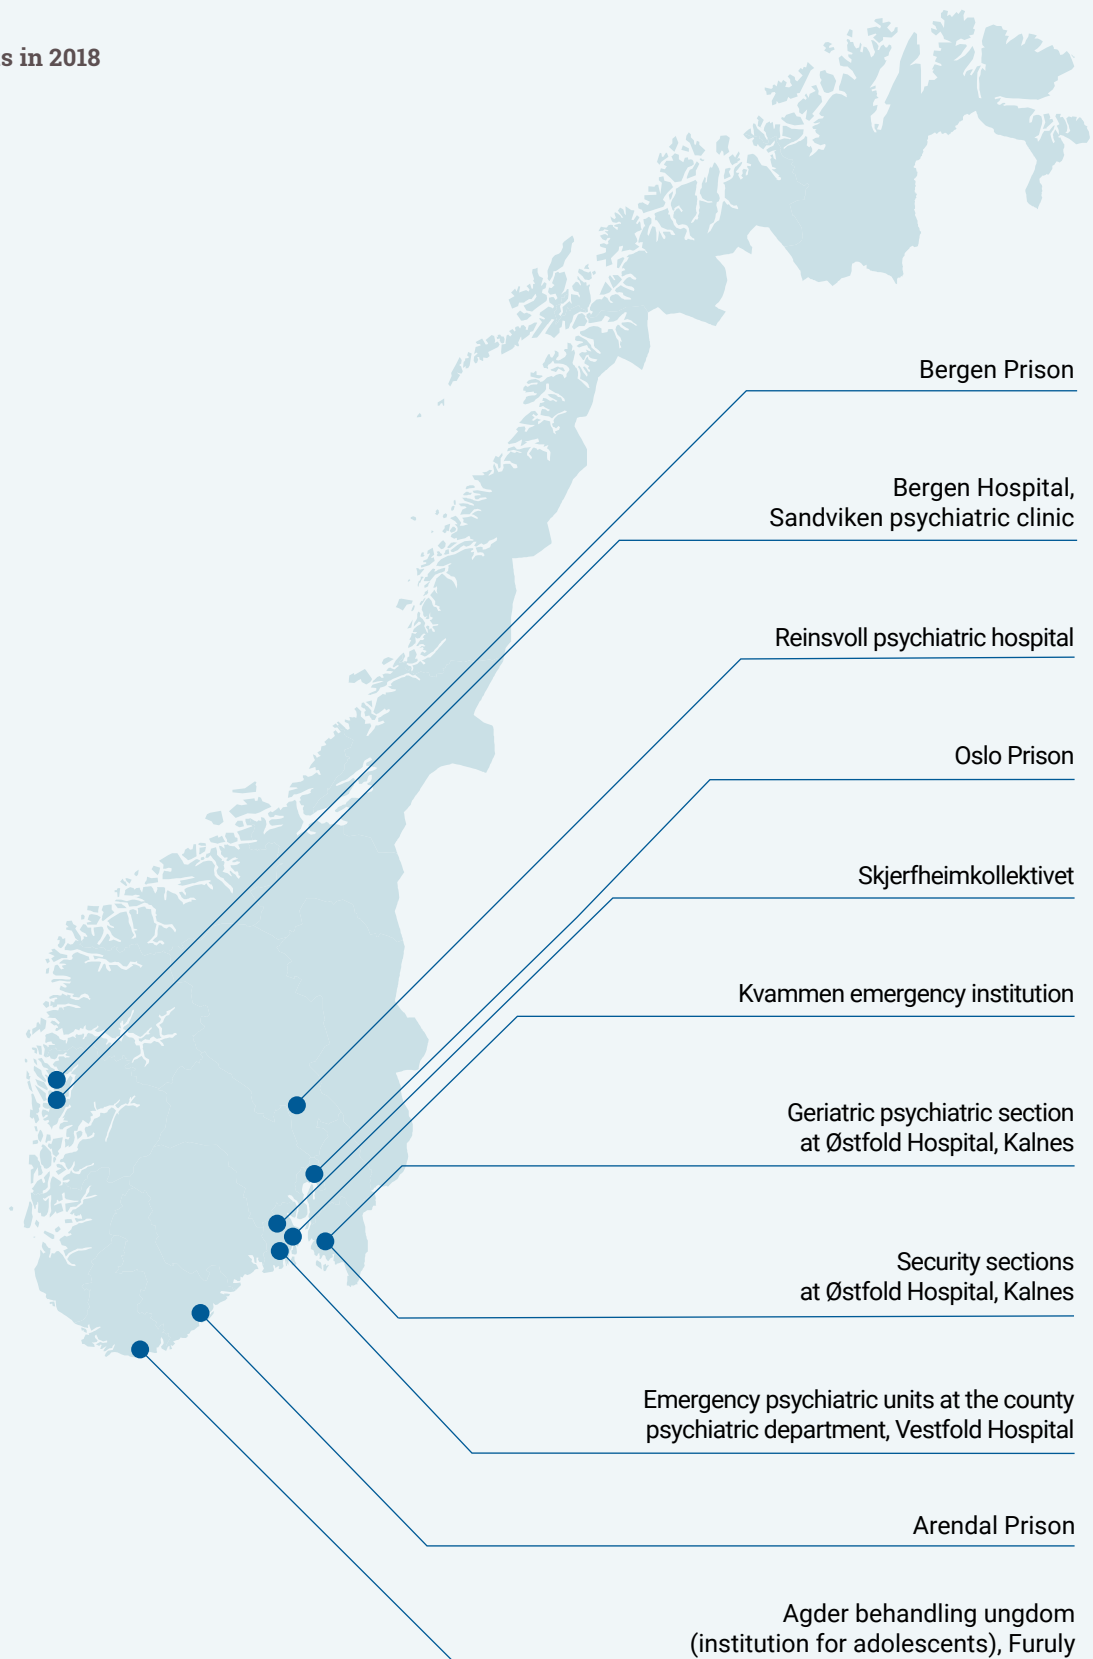 s in 2018
Bergen Prison
Bergen Hospital,
Sandviken psychiatric clinic
Reinsvoll psychiatric hospital
Oslo Prison
Skjerfheimkollektivet
Kvammen emergency institution
Geriatric psychiatric section
at Østfold Hospital, Kalnes
Security sections
at Østfold Hospital, Kalnes
Emergency psychiatric units at the county
psychiatric department, Vestfold Hospital
Arendal Prison
Agder behandling ungdom
(institution for adolescents), Furuly